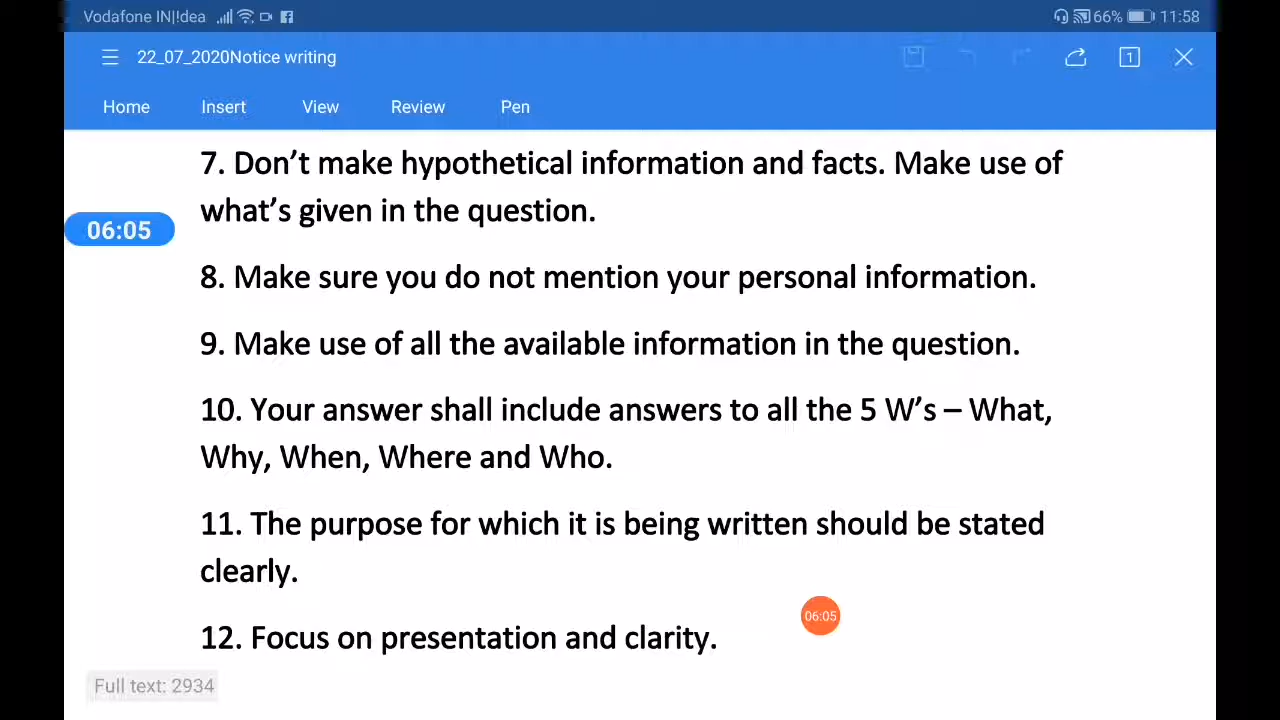 Vodafone IN|!dea 66% 11:58
22_07_2020Notice writing 1
Home Insert View Review Pen
7. Don’t make hypothetical information and facts. Make use of
what’s given in the question.
06:05
8. Make sure you do not mention your personal information.
9. Make use of all the available information in the question.
10. Your answer shall include answers to all the 5 W’s – What,
Why, When, Where and Who.
11. The purpose for which it is being written should be stated
clearly.
06:05
12. Focus on presentation and clarity.
Full text: 2934